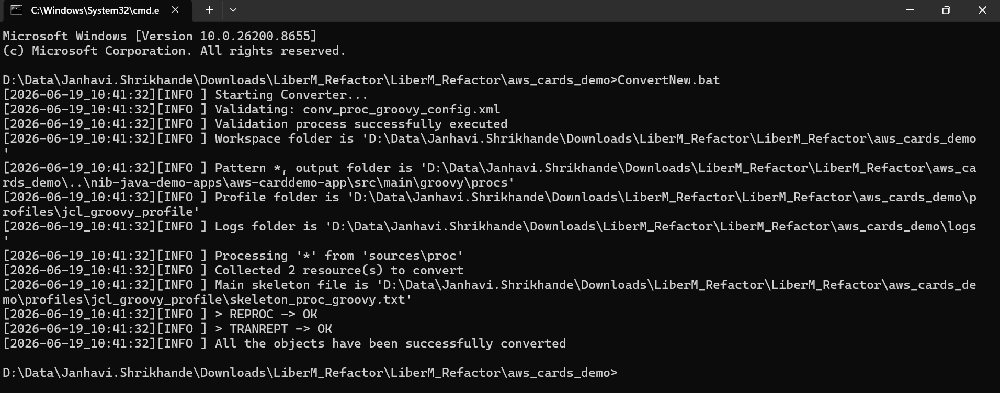 C:\Windows\System32\cmd.e
Microsoft Windows [Version 10.0.26200.8655]
(c) Microsoft Corporation. All rights reserved.
D:\Data\Janhavi.Shrikhande\Downloads\LiberM_Refactor\LiberM_Refactor\aws_cards_demo>ConvertNew.bat
[2026-06-19_10:41:32][INFO ] Starting Converter...
[2026-06-19_10:41:32][INFO ] Validating: conv_proc_groovy_config.xml
[2026-06-19_10:41:32][INFO ] Validation process successfully executed
[2026-06-19_10:41:32][INFO ] Workspace folder is 'D:\Data\Janhavi.Shrikhande\Downloads\LiberM_Refactor\LiberM_Refactor\aws_cards_demo
'
[2026-06-19_10:41:32][INFO ] Pattern *, output folder is 'D:\Data\Janhavi.Shrikhande\Downloads\LiberM_Refactor\LiberM_Refactor\aws_ca
rds_demo\..\nib-java-demo-apps\aws-carddemo-app\src\main\groovy\procs'
[2026-06-19_10:41:32][INFO ] Profile folder is 'D:\Data\Janhavi.Shrikhande\Downloads\LiberM_Refactor\LiberM_Refactor\aws_cards_demo\p
rofiles\jcl_groovy_profile'
[2026-06-19_10:41:32][INFO ] Logs folder is 'D:\Data\Janhavi.Shrikhande\Downloads\LiberM_Refactor\LiberM_Refactor\aws_cards_demo\logs
'
[2026-06-19_10:41:32][INFO ] Processing '*' from 'sources\proc'
[2026-06-19_10:41:32][INFO ] Collected 2 resource(s) to convert
[2026-06-19_10:41:32][INFO ] Main skeleton file is 'D:\Data\Janhavi.Shrikhande\Downloads\LiberM_Refactor\LiberM_Refactor\aws_cards_de
mo\profiles\jcl_groovy_profile\skeleton_proc_groovy.txt'
[2026-06-19_10:41:32][INFO ] > REPROC -> OK
[2026-06-19_10:41:32][INFO ] > TRANREPT -> OK
[2026-06-19_10:41:32][INFO ] All the objects have been successfully converted
D:\Data\Janhavi.Shrikhande\Downloads\LiberM_Refactor\LiberM_Refactor\aws_cards_demo>